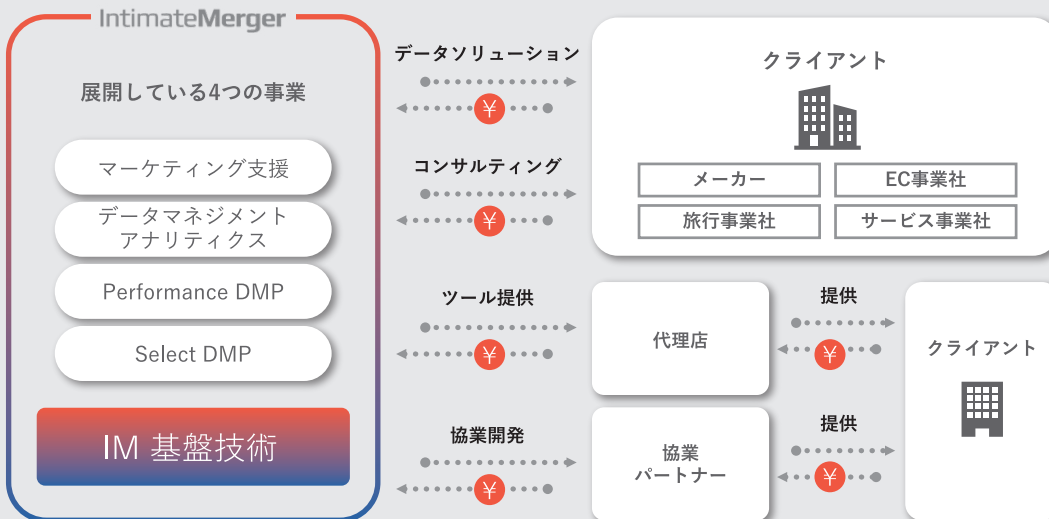 IntimateMerger
展開している4つの事業
マーケティング支援
データマネジメント
アナリティクス
Performance DMP
Select DMP
IM 基盤技術
データソリューション
¥
コンサルティング
¥
ツール提供
¥
協業開発
¥
クライアント
メーカー
EC事業社
旅行事業社
サービス事業社
代理店
協業
パートナー
提供
¥
提供
¥
クライアント